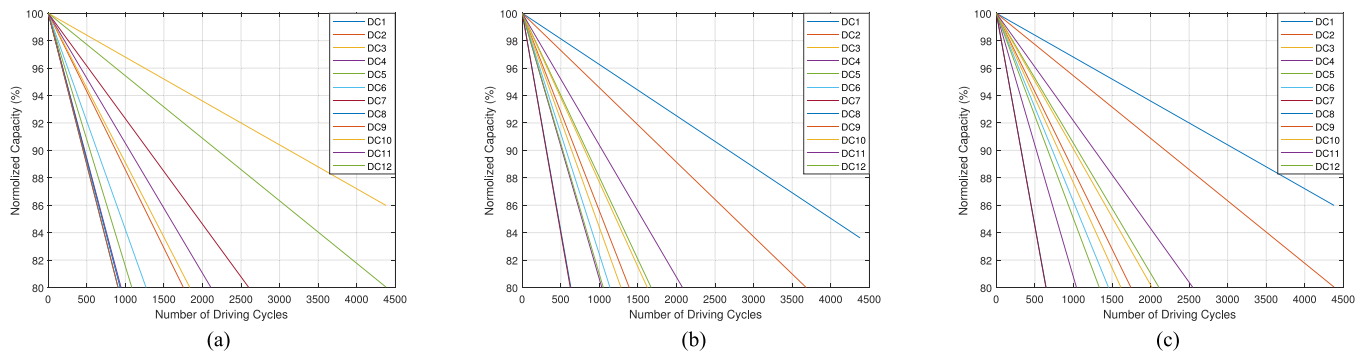 100
98
96
94
92
90
88
86
84
82
80
Normolized Capacity (%)
0 500 1000 1500 2000 2500 3000 3500 4000 4500
Number of Driving Cycles
DC1
DC2
DC3
DC4
DC5
DC6
DC7
DC8
DC9
DC10
DC11
DC12
(a)
100
98
96
94
92
90
88
86
84
82
80
Normolized Capacity (%)
0 500 1000 1500 2000 2500 3000 3500 4000 4500
Number of Driving Cycles
DC1
DC2
DC3
DC4
DC5
DC6
DC7
DC8
DC9
DC10
DC11
DC12
(b)
100
98
96
94
92
90
88
86
84
82
80
Normolized Capacity (%)
0 500 1000 1500 2000 2500 3000 3500 4000 4500
Number of Driving Cycles
DC1
DC2
DC3
DC4
DC5
DC6
DC7
DC8
DC9
DC10
DC11
DC12
(c)